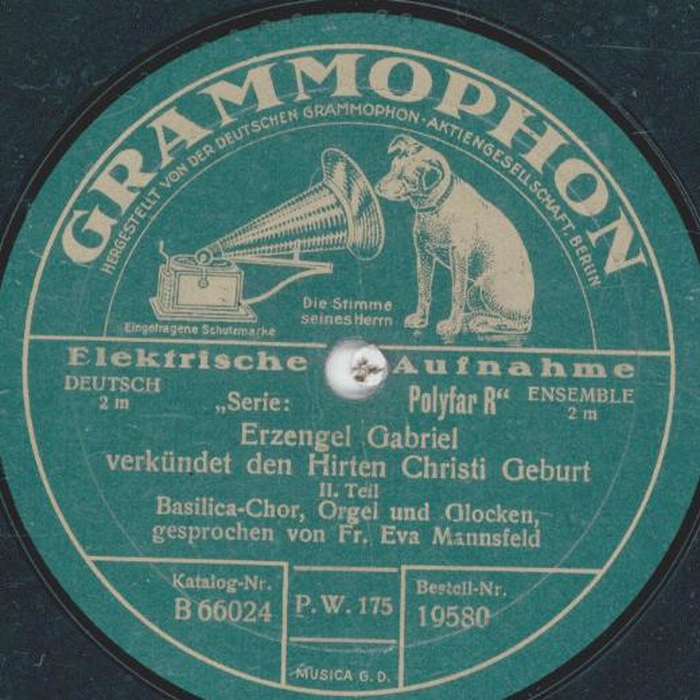 GRAMMOPHON
HERGESTELLT VON DER DEUTSCHEN GRAMMOPHON-AKTIENGESELLSCHAFT, BERLIN
Die Stimme
seines Herrn
Eingetragene Schutzmarke
Elektrische Aufnahme
DEUTSCH
2 m
„Serie: Polyfar R“
ENSEMBLE
2 m
Erzengel Gabriel
verkündet den Hirten Christi Geburt
II. Teil
Basilica-Chor, Orgel und Glocken,
gesprochen von Fr. Eva Mannsfeld
Katalog-Nr.
B 66024
P. W. 175
Bestell-Nr.
19580
MUSICA G. D.